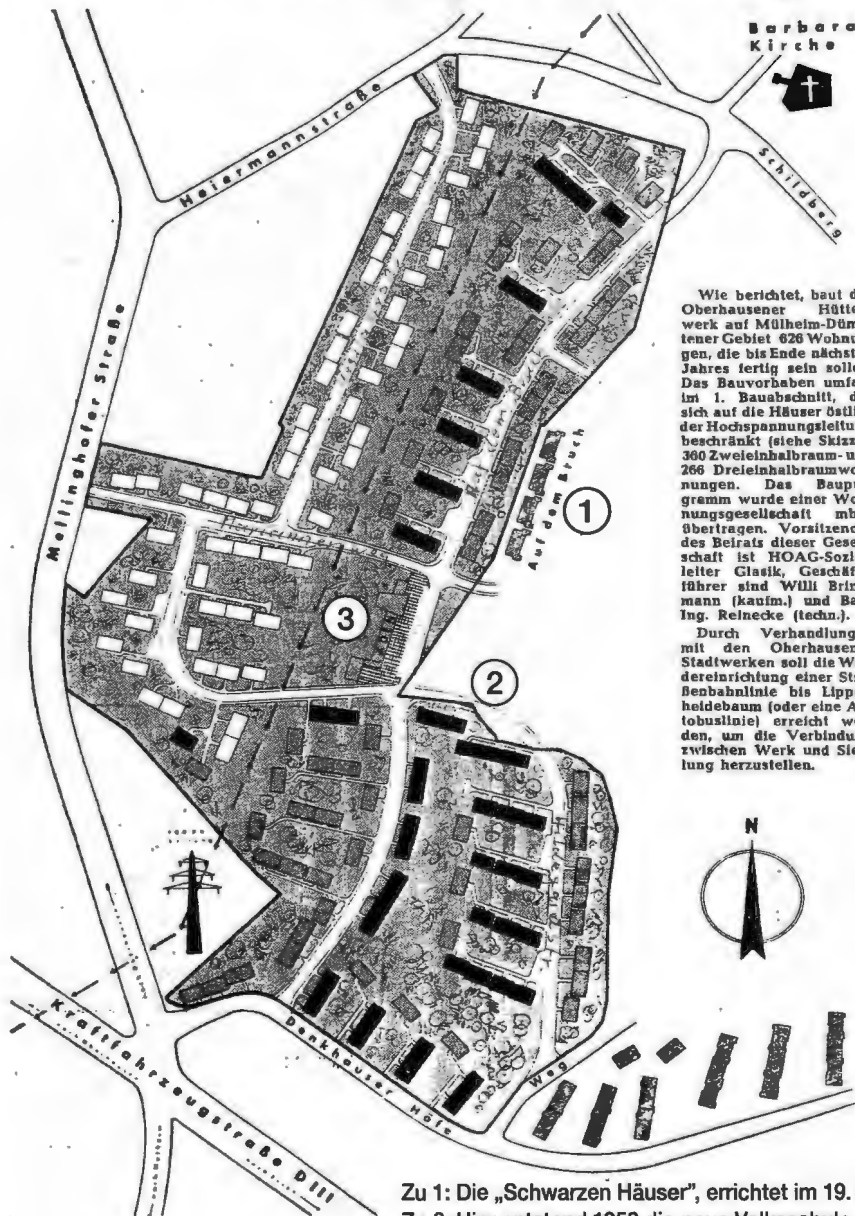 Barbara
Kirche
Heiermannstraße
Schildberg
Mellinghofer Straße
Wie berichtet, baut d
Oberhausener Hütte
werk auf Mülheim-Düm
tener Gebiet 626 Wohnu
gen, die bis Ende nächst
Jahres fertig sein solle
Das Bauvorhaben umfa
im 1. Bauabschnitt, d
sich auf die Häuser östli
der Hochspannungsleitu
beschränkt (siehe Skizz
360 Zweieinhalbraum- u
266 Dreieinhalbraumwo
nungen. Das Baupr
gramm wurde einer Wo
nungsgesellschaft mb
übertragen. Vorsitzend
des Beirats dieser Gese
schaft ist HOAG-Sozia
leiter Glasik, Geschäf
führer sind Willi Brin
mann (kaufm.) und Ba
Ing. Reinecke (techn.).
Durch Verhandlung
mit den Oberhausen
Stadtwerken soll die W
dereinrichtung einer St
ßenbahnlinie bis Lipp
heidebaum (oder eine A
tobuslinie) erreicht we
den, um die Verbindu
zwischen Werk und Sie
lung herzustellen.
Auf dem Bruch
1
3
2
N
Kraftfahrzeugstraße DIII
Denkhauser Höfe
Weg
Zu 1: Die „Schwarzen Häuser", errichtet im 19.